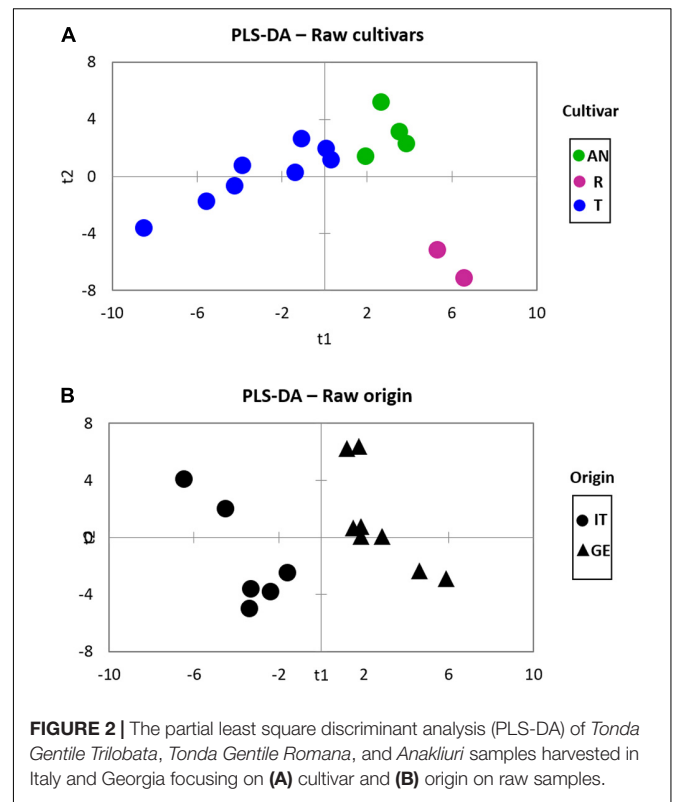 A
PLS-DA – Raw cultivars
8
4
0
-4
-8
t2
-10
-6
-2
2
6
10
t1
Cultivar
AN
R
T
B
PLS-DA – Raw origin
8
4
0
-4
-8
t2
-10
-6
-2
t1
2
6
10
Origin
IT
GE
FIGURE 2 | The partial least square discriminant analysis (PLS-DA) of Tonda
Gentile Trilobata, Tonda Gentile Romana, and Anakliuri samples harvested in
Italy and Georgia focusing on (A) cultivar and (B) origin on raw samples.